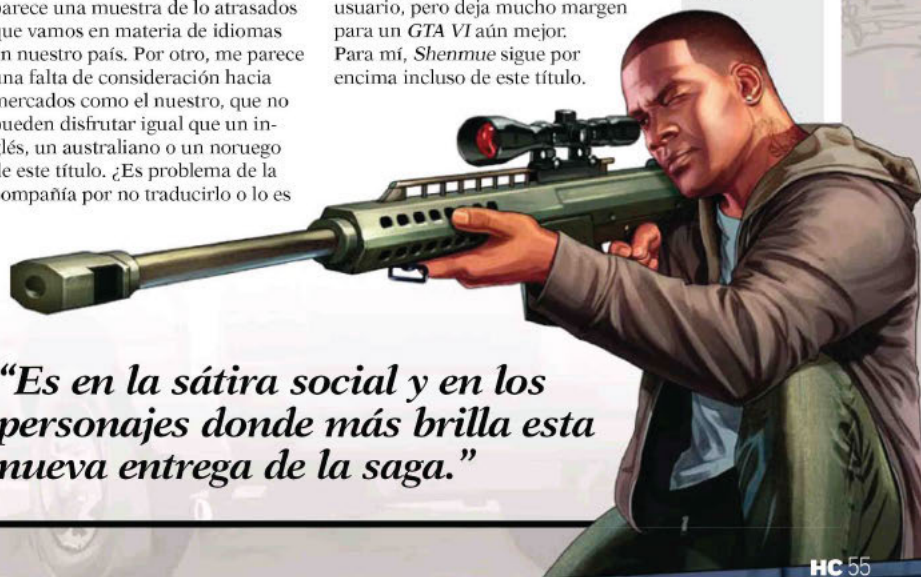 parece una muestra de lo atrasados
que vamos en materia de idiomas
en nuestro país. Por otro, me parece
una falta de consideración hacia
mercados como el nuestro, que no
pueden disfrutar igual que un in-
glés, un australiano o un noruego
de este título. ¿Es problema de la
compañía por no traducirlo o lo es
usuario, pero deja mucho margen
para un GTA VI aún mejor.
Para mí, Shenmue sigue por
encima incluso de este título.
“Es en la sátira social y en los
personajes donde más brilla esta
nueva entrega de la saga.”
HC 55